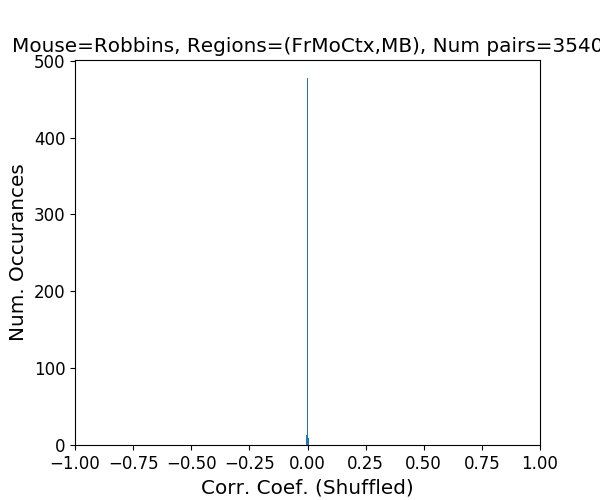 Mouse=Robbins, Regions=(FrMoCtx,MB), Num pairs=3540
500
400
300
200
100
0
Num. Occurances
−1.00 −0.75 −0.50 −0.25 0.00 0.25 0.50 0.75 1.00
Corr. Coef. (Shuffled)